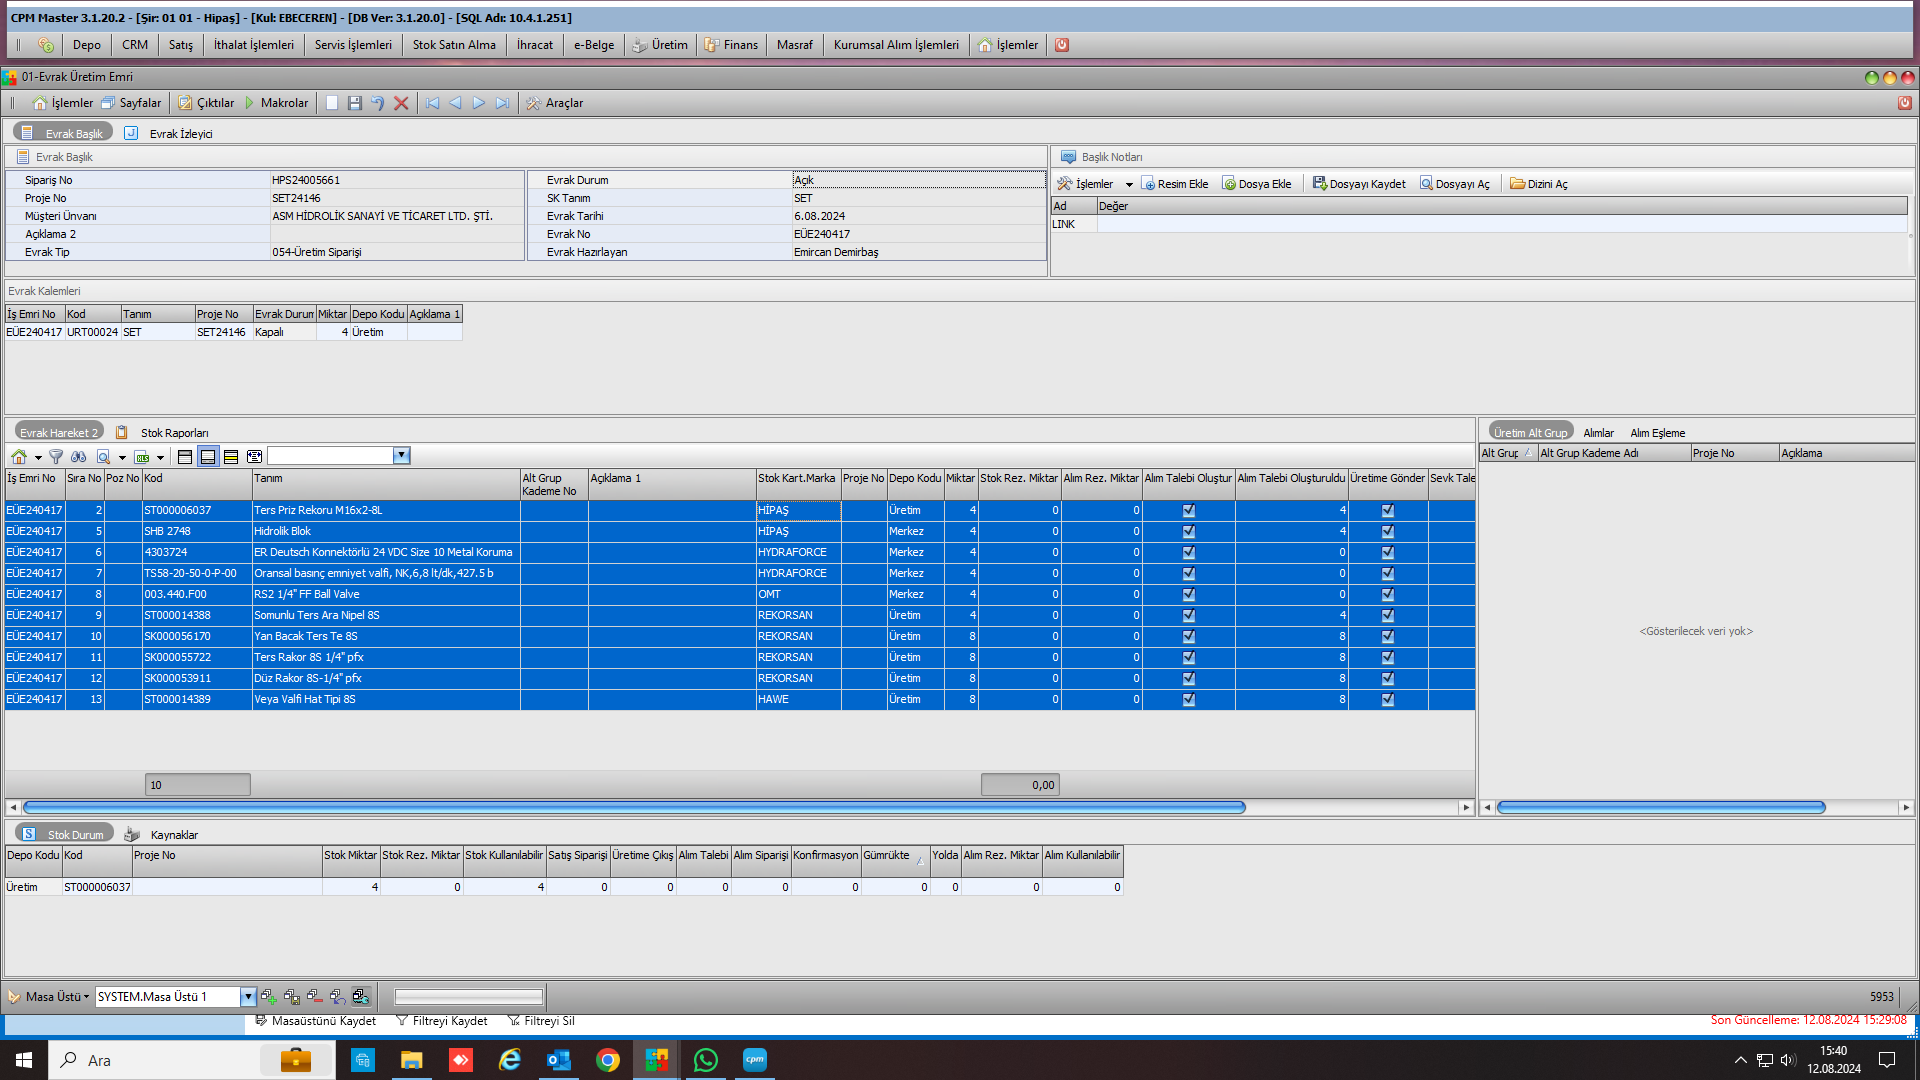 CPM Master 3.1.20.2 - [Şir: 01 01 - Hipaş] - [Kul: EBECEREN] - [DB Ver: 3.1.20.0] - [SQL Adı: 10.4.1.251]
Depo CRM Satış İthalat İşlemleri Servis İşlemleri Stok Satın Alma İhracat e-Belge Üretim Finans Masraf Kurumsal Alım İşlemleri İşlemler
01-Evrak Üretim Emri
İşlemler Sayfalar Çıktılar Makrolar Araçlar
Evrak Başlık J Evrak İzleyici
Evrak Başlık
Sipariş No HPS24005661
Proje No SET24146
Müşteri Ünvanı ASM HİDROLİK SANAYİ VE TİCARET LTD. ŞTİ.
Açıklama 2
Evrak Tip 054-Üretim Siparişi
Evrak Durum Açık
SK Tanım SET
Evrak Tarihi 6.08.2024
Evrak No EÜE240417
Evrak Hazırlayan Emircan Demirbaş
Başlık Notları
İşlemler Resim Ekle Dosya Ekle Dosyayı Kaydet Dosyayı Aç Dizini Aç
Ad Değer
LINK
Evrak Kalemleri
İş Emri No Kod Tanım Proje No Evrak Durum Miktar Depo Kodu Açıklama 1
EÜE240417 URT00024 SET SET24146 Kapalı 4 Üretim
Evrak Hareket 2 Stok Raporları
XLS
İş Emri No Sıra No Poz No Kod Tanım Alt Grup Kademe No Açıklama 1 Stok Kart.Marka Proje No Depo Kodu Miktar Stok Rez. Miktar Alım Rez. Miktar Alım Talebi Oluştur Alım Talebi Oluşturuldu Üretime Gönder Sevk Tale
EÜE240417 2 ST000006037 Ters Priz Rekoru M16x2-8L HİPAŞ Üretim 4 0 0 4
EÜE240417 5 SHB 2748 Hidrolik Blok HİPAŞ Merkez 4 0 0 4
EÜE240417 6 4303724 ER Deutsch Konnektörlü 24 VDC Size 10 Metal Koruma HYDRAFORCE Merkez 4 0 0 0
EÜE240417 7 TS58-20-50-0-P-00 Oransal basınç emniyet valfi, NK,6,8 lt/dk,427.5 b HYDRAFORCE Merkez 4 0 0 0
EÜE240417 8 003.440.F00 RS2 1/4" FF Ball Valve OMT Merkez 4 0 0 0
EÜE240417 9 ST000014388 Somunlu Ters Ara Nipel 8S REKORSAN Üretim 4 0 0 4
EÜE240417 10 SK000056170 Yan Bacak Ters Te 8S REKORSAN Üretim 8 0 0 8
EÜE240417 11 SK000055722 Ters Rakor 8S 1/4" pfx REKORSAN Üretim 8 0 0 8
EÜE240417 12 SK000053911 Düz Rakor 8S-1/4" pfx REKORSAN Üretim 8 0 0 8
EÜE240417 13 ST000014389 Veya Valfi Hat Tipi 8S HAWE Üretim 8 0 0 8
10 0,00
Üretim Alt Grup Alımlar Alım Eşleme
Alt Grup Alt Grup Kademe Adı Proje No Açıklama
<Gösterilecek veri yok>
S Stok Durum Kaynaklar
Depo Kodu Kod Proje No Stok Miktar Stok Rez. Miktar Stok Kullanılabilir Satış Siparişi Üretime Çıkış Alım Talebi Alım Siparişi Konfirmasyon Gümrükte Yolda Alım Rez. Miktar Alım Kullanılabilir
Üretim ST000006037 4 0 4 0 0 0 0 0 0 0 0 0
Masa Üstü SYSTEM.Masa Üstü 1 5953
Masaüstünü Kaydet Filtreyi Kaydet Filtreyi Sil Son Güncelleme: 12.08.2024 15:29:08
Ara cpm 15:40
12.08.2024